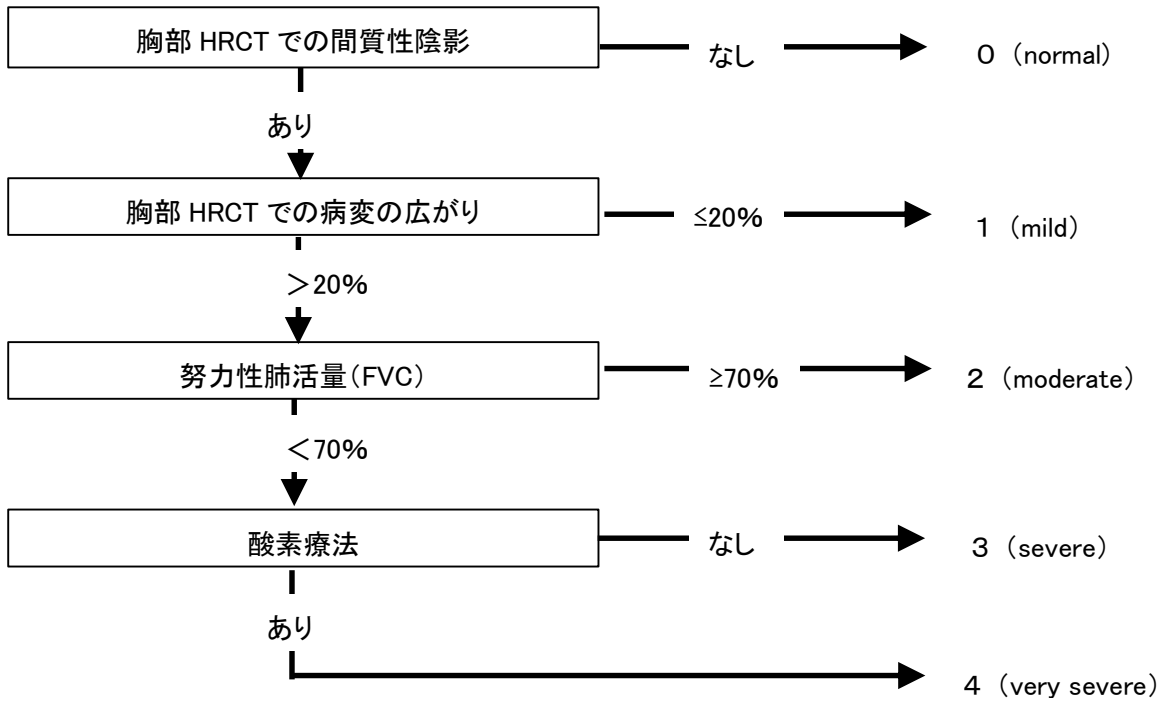 胸部 HRCT での間質性陰影
なし
0 (normal)
あり
胸部 HRCT での病変の広がり
≤20%
1 (mild)
>20%
努力性肺活量(FVC)
≥70%
2 (moderate)
<70%
酸素療法
なし
3 (severe)
あり
4 (very severe)